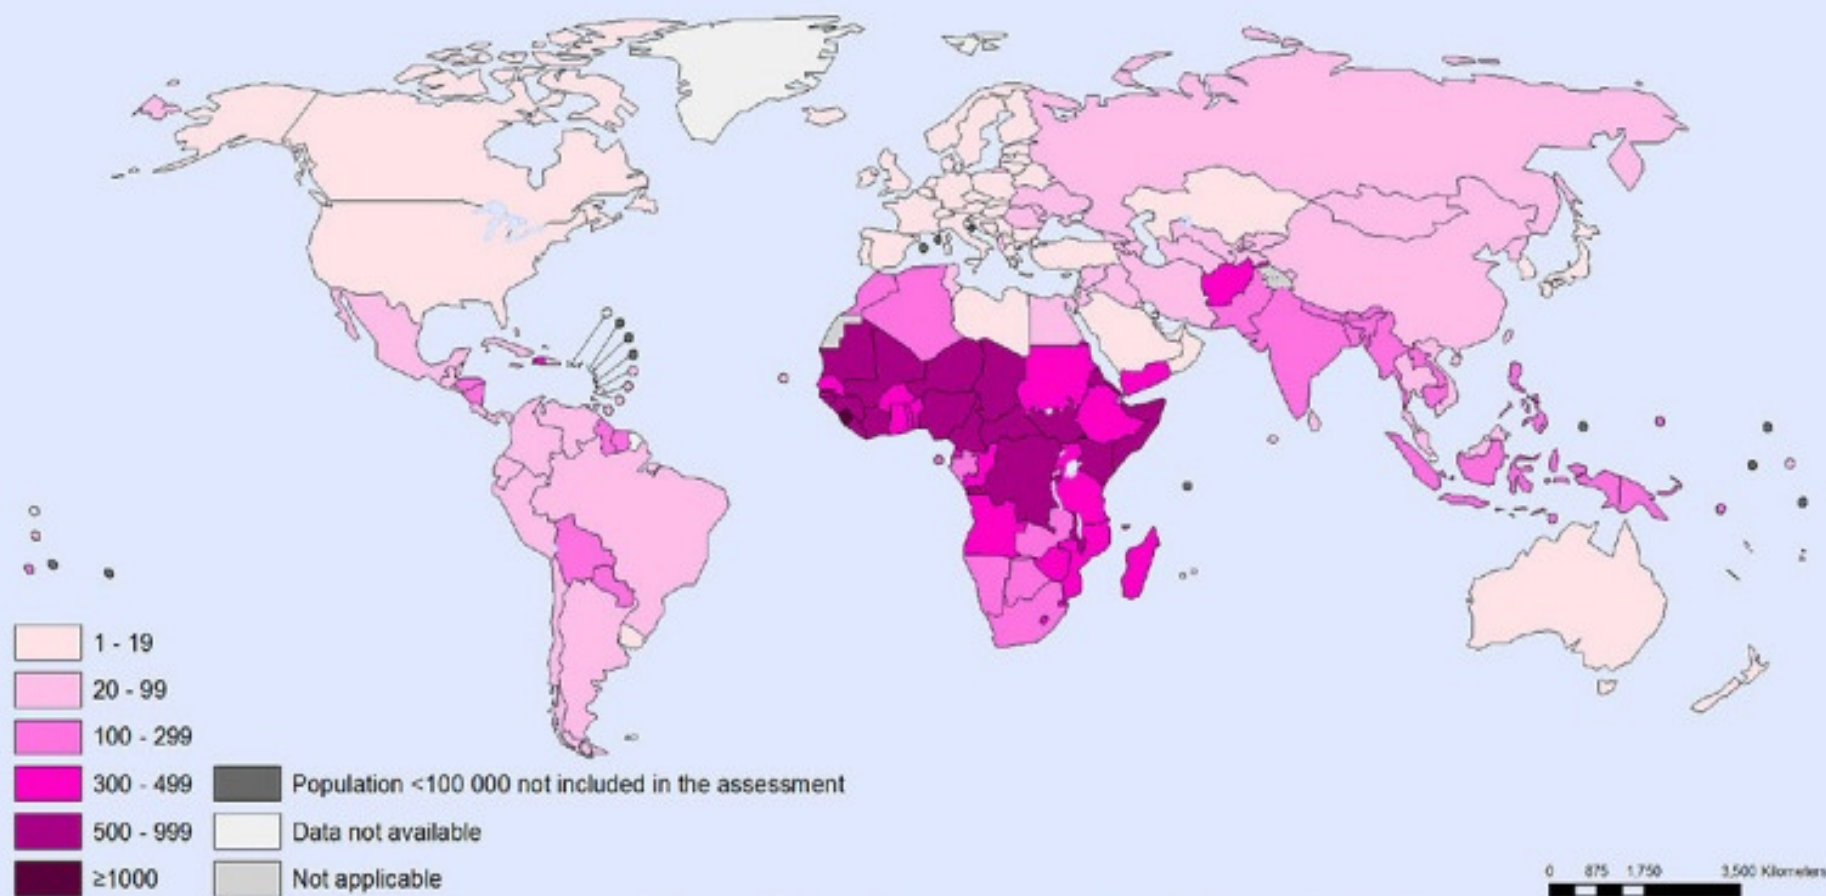 1 - 19
20 - 99
100 - 299
300 - 499
500 - 999
≥1000
Population <100 000 not included in the assessment
Data not available
Not applicable
0 875 1,750 3,500 Kilometers